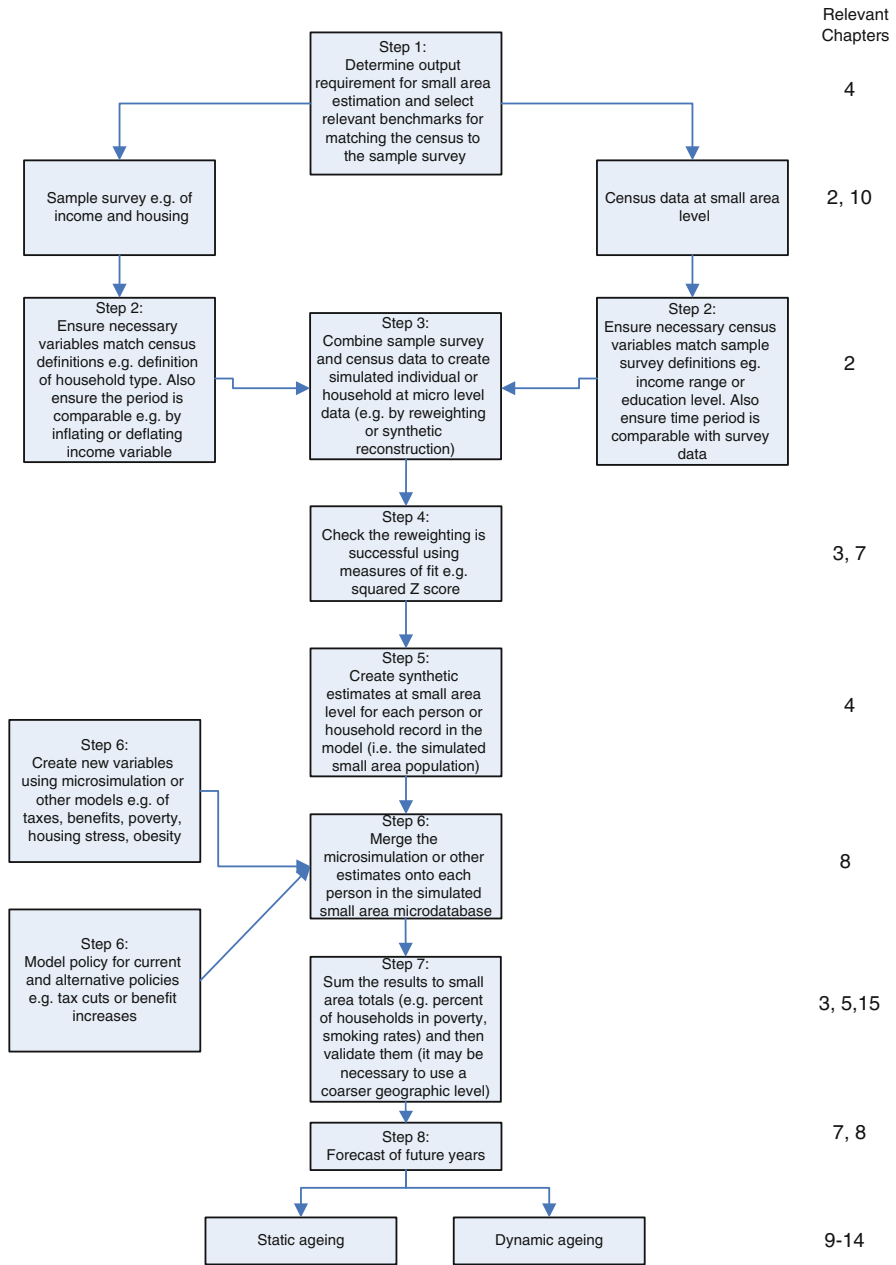 Relevant
Chapters
Step 1:
Determine output
requirement for small area
estimation and select
relevant benchmarks for
matching the census to
the sample survey
4
Sample survey e.g. of
income and housing
Census data at small area
level
2, 10
Step 2:
Ensure necessary
variables match census
definitions e.g. definition
of household type. Also
ensure the period is
comparable e.g. by
inflating or deflating
income variable
Step 3:
Combine sample survey
and census data to create
simulated individual or
household at micro level
data (e.g. by reweighting
or synthetic
reconstruction)
Step 2:
Ensure necessary census
variables match sample
survey definitions eg.
income range or
education level. Also
ensure time period is
comparable with survey
data
2
Step 4:
Check the reweighting is
successful using
measures of fit e.g.
squared Z score
3, 7
Step 5:
Create synthetic
estimates at small area
level for each person or
household record in the
model (i.e. the simulated
small area population)
4
Step 6:
Create new variables
using microsimulation or
other models e.g. of
taxes, benefits, poverty,
housing stress, obesity
Step 6:
Merge the
microsimulation or other
estimates onto each
person in the simulated
small area microdatabase
8
Step 6:
Model policy for current
and alternative policies
e.g. tax cuts or benefit
increases
Step 7:
Sum the results to small
area totals (e.g. percent
of households in poverty,
smoking rates) and then
validate them (it may be
necessary to use a
coarser geographic level)
3, 5,15
Step 8:
Forecast of future years
7, 8
Static ageing
Dynamic ageing
9-14